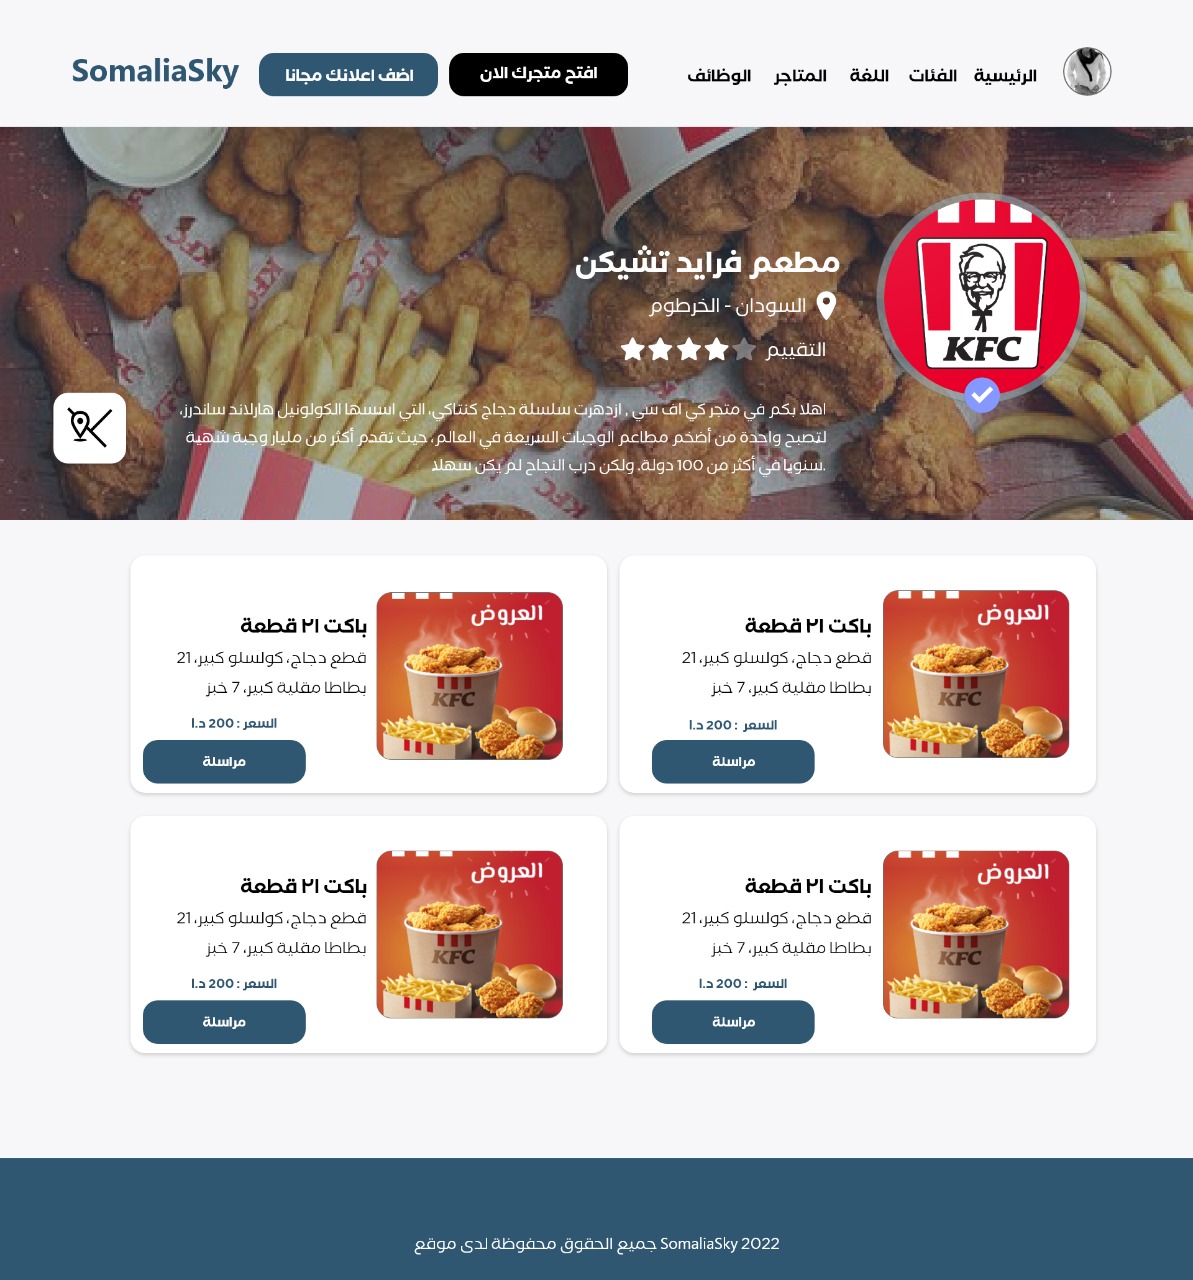 الرئيسية الفئات اللغة المتاجر الوظائف افتح متجرك الان اضف اعلانك مجانا SomaliaSky
KFC
مطعم فرايد تشيكن
السودان - الخرطوم
التقييم
اهلا بكم في متجر كي اف سي , ازدهرت سلسلة دجاج كنتاكي، التي اسسها الكولونيل هارلاند ساندرز،
لتصبح واحدة من أضخم مطاعم الوجبات السريعة في العالم، حيث تقدم أكثر من مليار وجبة شهية
.سنويا في أكثر من 100 دولة. ولكن درب النجاح لم يكن سهلا
العروض
KFC
باكت ٢١ قطعة
قطع دجاج، كولسلو كبير، 21
بطاطا مقلية كبير، 7 خبز
السعر : 200 د.ا
مراسلة
العروض
KFC
باكت ٢١ قطعة
قطع دجاج، كولسلو كبير، 21
بطاطا مقلية كبير، 7 خبز
السعر : 200 د.ا
مراسلة
العروض
KFC
باكت ٢١ قطعة
قطع دجاج، كولسلو كبير، 21
بطاطا مقلية كبير، 7 خبز
السعر : 200 د.ا
مراسلة
العروض
KFC
باكت ٢١ قطعة
قطع دجاج، كولسلو كبير، 21
بطاطا مقلية كبير، 7 خبز
السعر : 200 د.ا
مراسلة
جميع الحقوق محفوظة لدى موقع SomaliaSky 2022